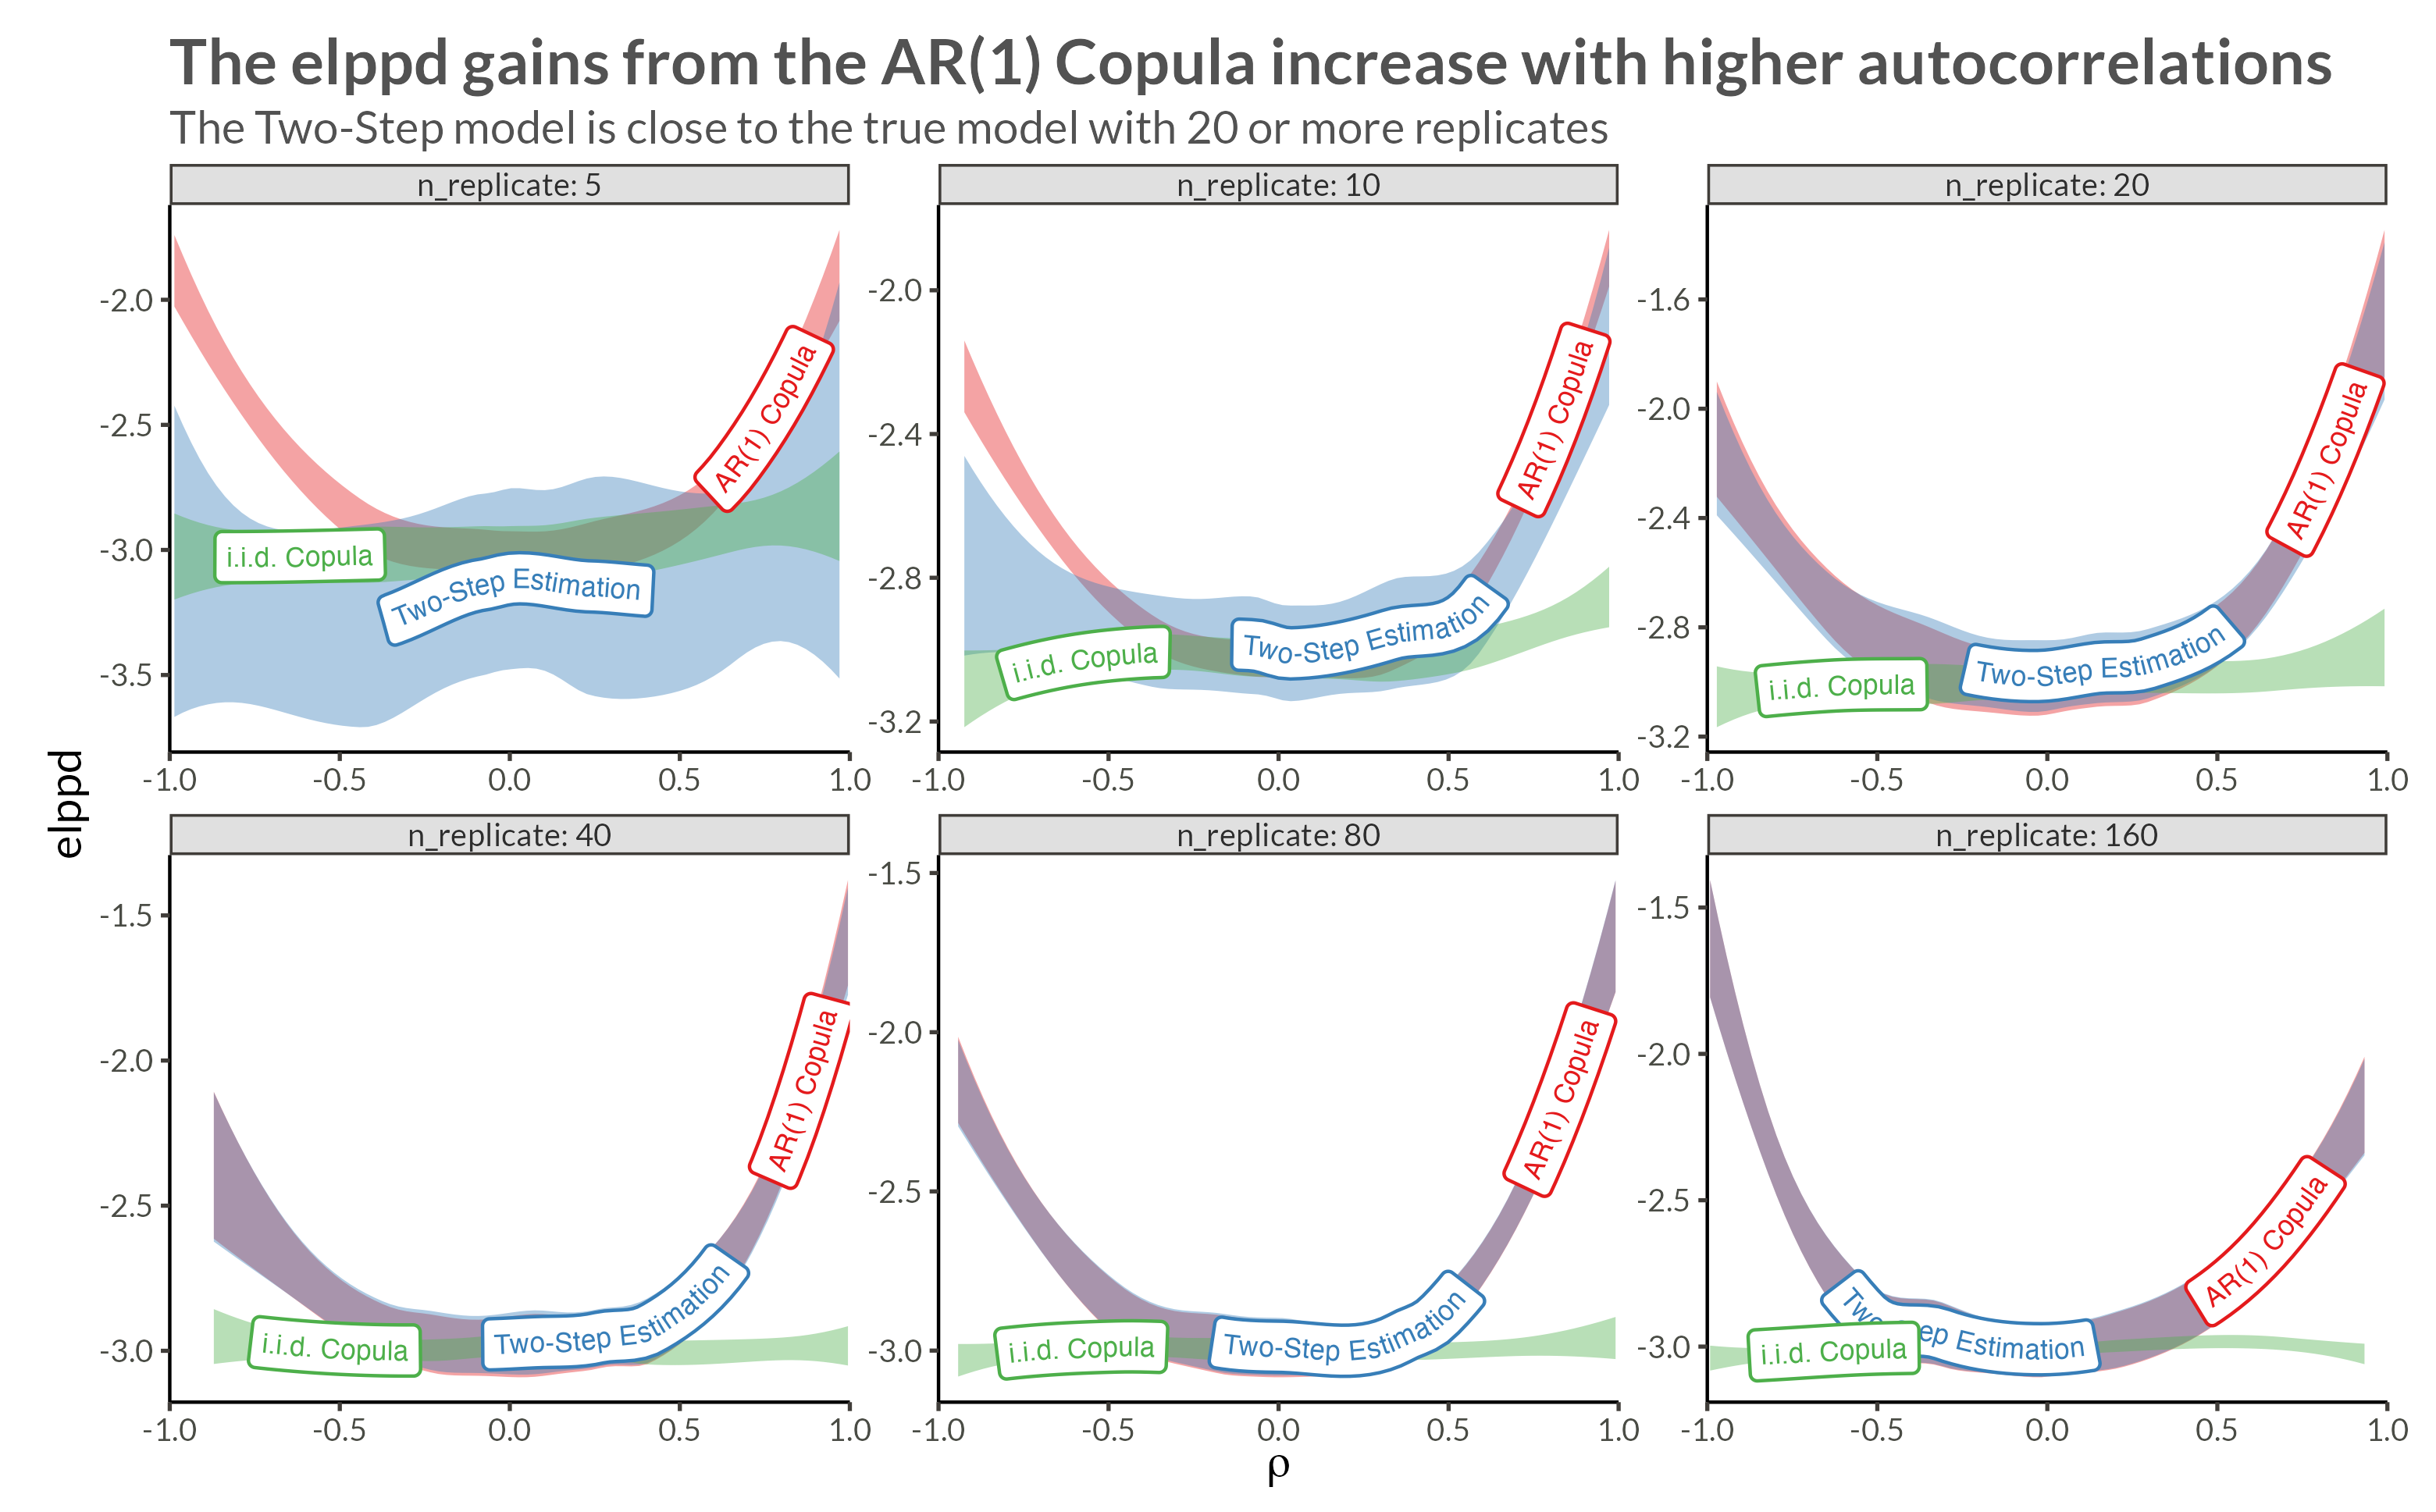 The elppd gains from the AR(1) Copula increase with higher autocorrelations
The Two-Step model is close to the true model with 20 or more replicates
n_replicate: 5
-2.0
-2.5
-3.0
-3.5
AR(1) Copula
i.i.d. Copula
Two-Step Estimation
-1.0 -0.5 0.0 0.5 1.0
n_replicate: 10
-2.0
-2.4
-2.8
-3.2
AR(1) Copula
i.i.d. Copula
Two-Step Estimation
-1.0 -0.5 0.0 0.5 1.0
n_replicate: 20
-1.6
-2.0
-2.4
-2.8
-3.2
AR(1) Copula
i.i.d. Copula
Two-Step Estimation
-1.0 -0.5 0.0 0.5 1.0
elppd
n_replicate: 40
-1.5
-2.0
-2.5
-3.0
AR(1) Copula
i.i.d. Copula
Two-Step Estimation
-1.0 -0.5 0.0 0.5 1.0
n_replicate: 80
-1.5
-2.0
-2.5
-3.0
AR(1) Copula
i.i.d. Copula
Two-Step Estimation
-1.0 -0.5 0.0 0.5 1.0
n_replicate: 160
-1.5
-2.0
-2.5
-3.0
AR(1) Copula
i.i.d. Copula
Estimation
-1.0 -0.5 0.0 0.5 1.0
ρ